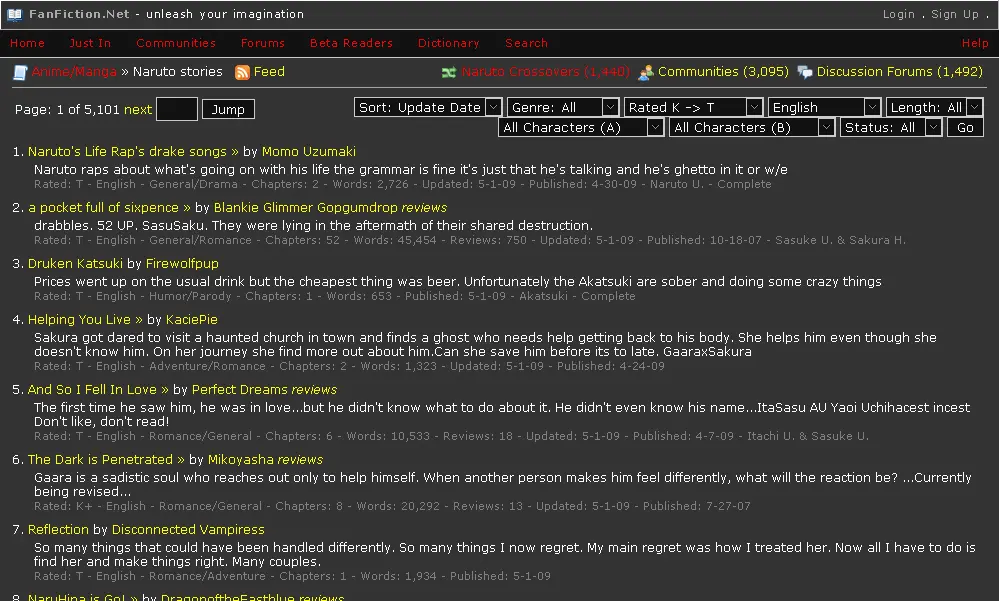 FanFiction.Net - unleash your imagination Login . Sign Up .
Home Just In Communities Forums Beta Readers Dictionary Search Help
Anime/Manga » Naruto stories Feed Naruto Crossovers (1,440) Communities (3,095) Discussion Forums (1,492)
Page: 1 of 5,101 next Jump Sort: Update Date Genre: All Rated K -> T English Length: All
All Characters (A) All Characters (B) Status: All Go
1. Naruto's Life Rap's drake songs » by Momo Uzumaki
Naruto raps about what's going on with his life the grammar is fine it's just that he's talking and he's ghetto in it or w/e
Rated: T - English - General/Drama - Chapters: 2 - Words: 2,726 - Updated: 5-1-09 - Published: 4-30-09 - Naruto U. - Complete
2. a pocket full of sixpence » by Blankie Glimmer Gopgumdrop reviews
drabbles. 52 UP. SasuSaku. They were lying in the aftermath of their shared destruction.
Rated: T - English - General/Romance - Chapters: 52 - Words: 45,454 - Reviews: 750 - Updated: 5-1-09 - Published: 10-18-07 - Sasuke U. & Sakura H.
3. Druken Katsuki by Firewolfpup
Prices went up on the usual drink but the cheapest thing was beer. Unfortunately the Akatsuki are sober and doing some crazy things
Rated: T - English - Humor/Parody - Chapters: 1 - Words: 653 - Published: 5-1-09 - Akatsuki - Complete
4. Helping You Live » by KaciePie
Sakura got dared to visit a haunted church in town and finds a ghost who needs help getting back to his body. She helps him even though she
doesn't know him. On her journey she find more out about him.Can she save him before its to late. GaaraxSakura
Rated: T - English - Adventure/Romance - Chapters: 2 - Words: 1,323 - Updated: 5-1-09 - Published: 4-24-09
5. And So I Fell In Love » by Perfect Dreams reviews
The first time he saw him, he was in love...but he didn't know what to do about it. He didn't even know his name...ItaSasu AU Yaoi Uchihacest incest
Don't like, don't read!
Rated: T - English - Romance/General - Chapters: 6 - Words: 10,533 - Reviews: 18 - Updated: 5-1-09 - Published: 4-7-09 - Itachi U. & Sasuke U.
6. The Dark is Penetrated » by Mikoyasha reviews
Gaara is a sadistic soul who reaches out only to help himself. When another person makes him feel differently, what will the reaction be? ...Currently
being revised...
Rated: K+ - English - Romance/General - Chapters: 8 - Words: 20,292 - Reviews: 13 - Updated: 5-1-09 - Published: 7-27-07
7. Reflection by Disconnected Vampiress
So many things that could have been handled differently. So many things I now regret. My main regret was how I treated her. Now all I have to do is
find her and make things right. Many couples.
Rated: T - English - Romance/Adventure - Chapters: 1 - Words: 1,934 - Published: 5-1-09
8. NaruHina is Go! » by DragonoftheEastblue reviews